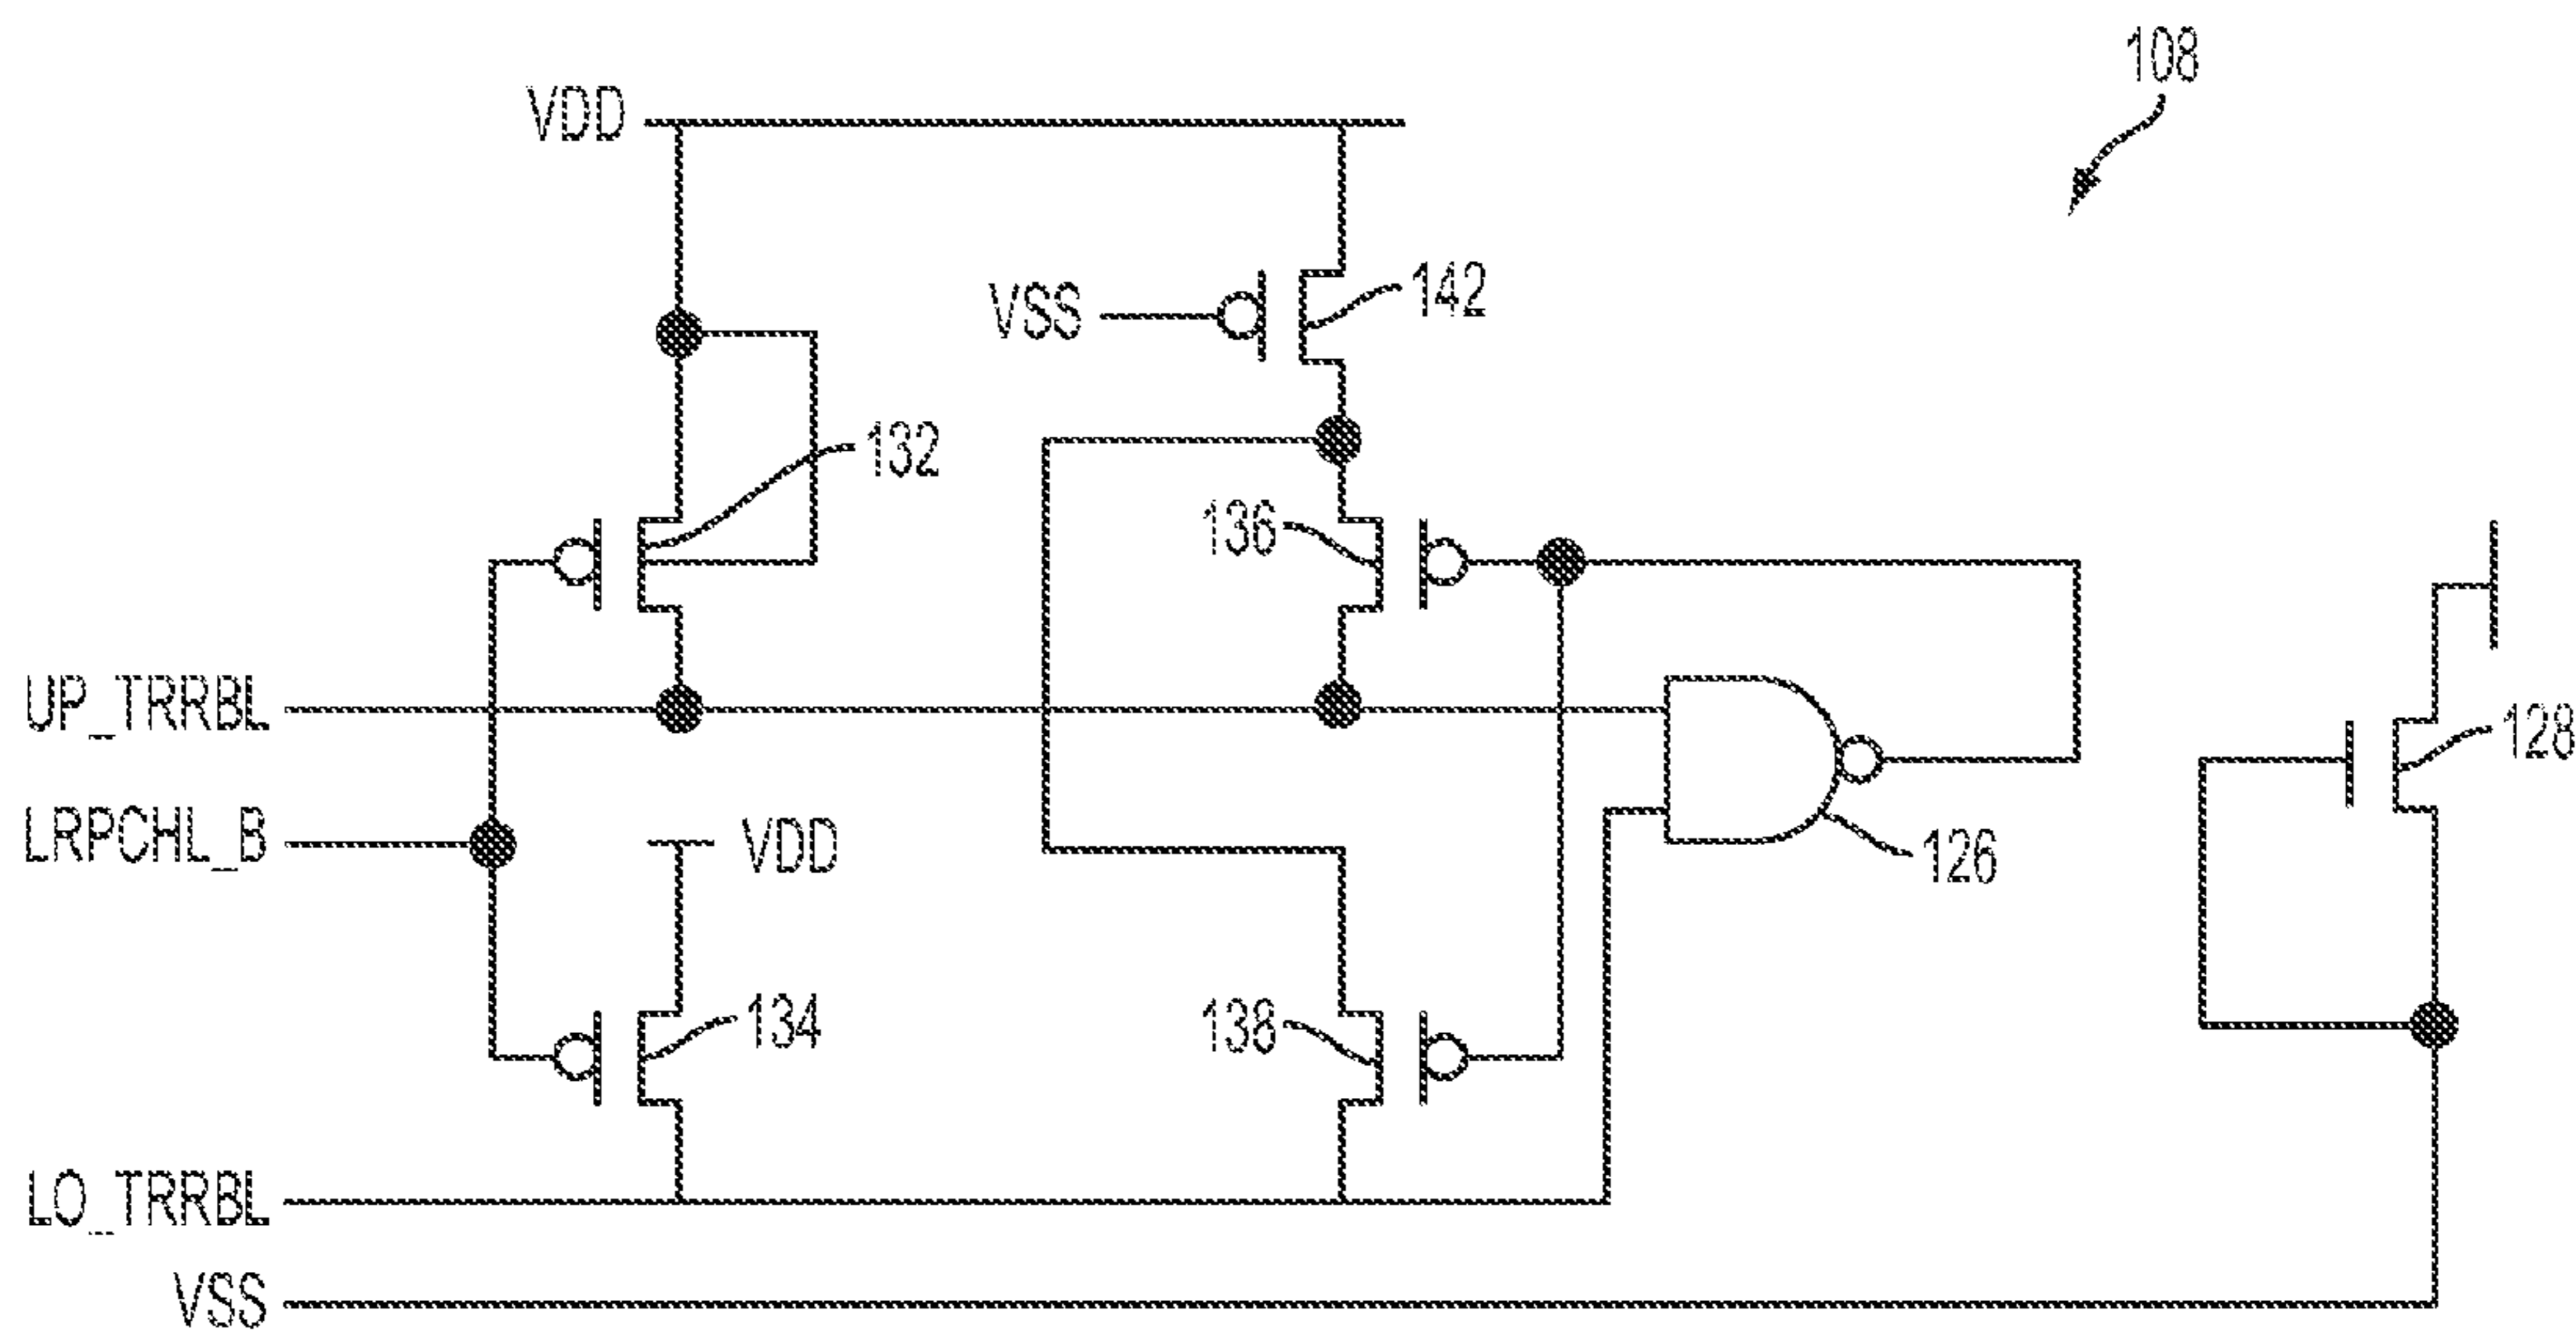 108
VDD
VSS
142
132
136
UP_TRRBL
128
LRPCHL_B
VDD
126
134
138
LO_TRRBL
VSS